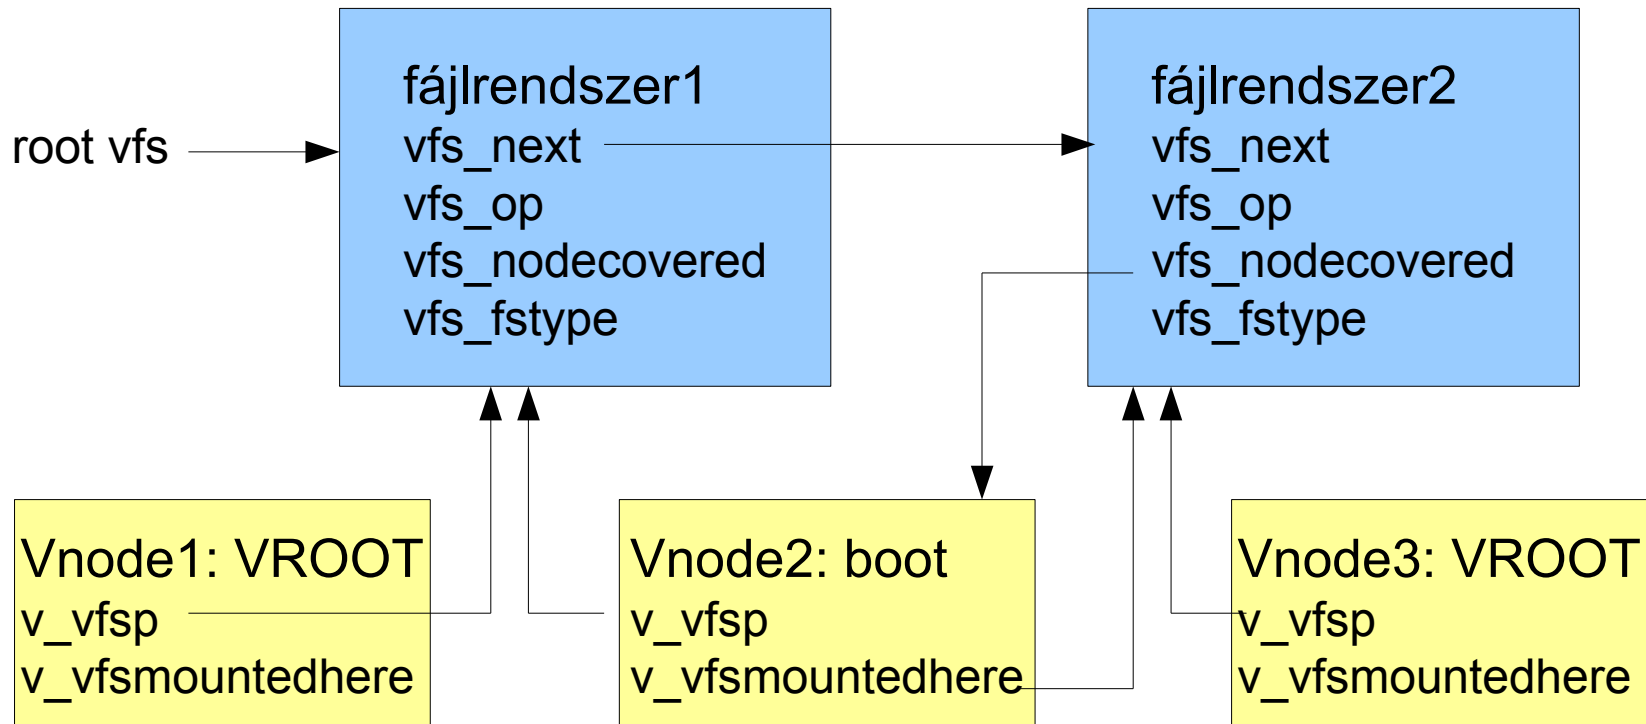 root vfs
fájlrendszer1
vfs_next
vfs_op
vfs_nodecovered
vfs_fstype
fájlrendszer2
vfs_next
vfs_op
vfs_nodecovered
vfs_fstype
Vnode1: VROOT
v_vfsp
v_vfsmountedhere
Vnode2: boot
v_vfsp
v_vfsmountedhere
Vnode3: VROOT
v_vfsp
v_vfsmountedhere